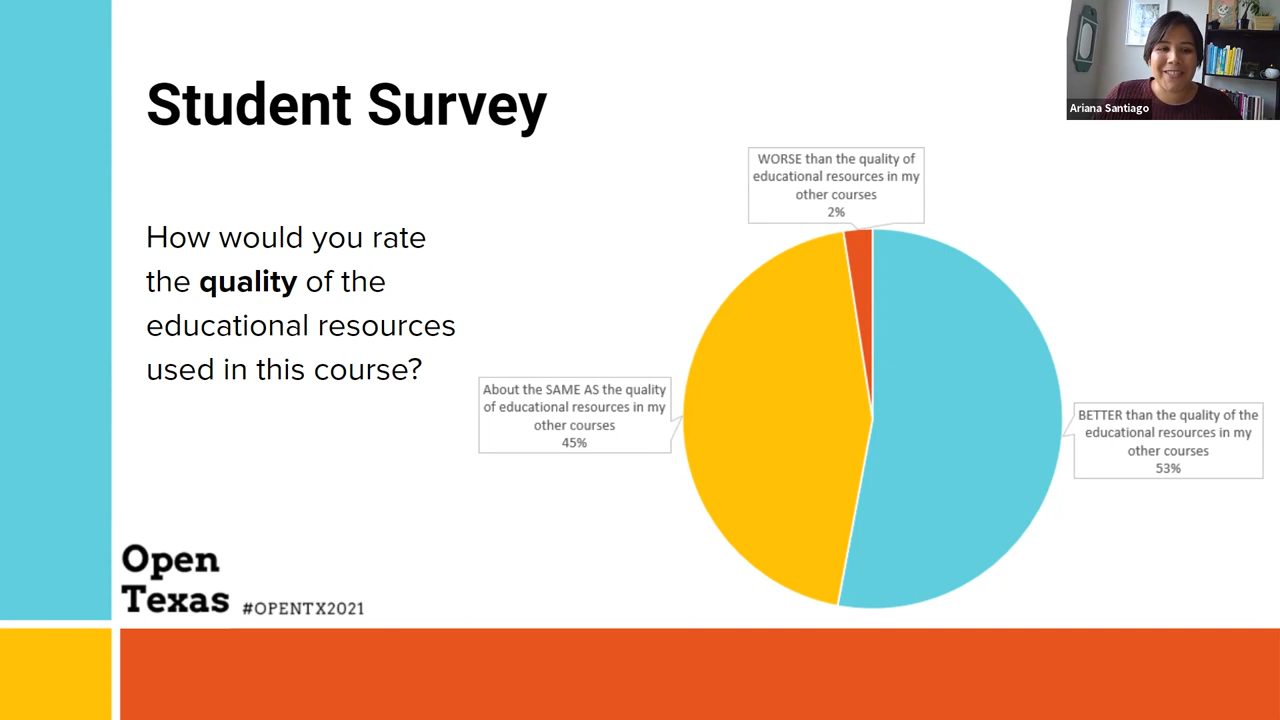 Student Survey
Ariana Santiago
How would you rate
the quality of the
educational resources
used in this course?
WORSE than the quality of
educational resources in my
other courses
2%
About the SAME AS the quality
of educational resources in my
other courses
45%
BETTER than the quality of the
educational resources in my
other courses
53%
Open
Texas #OPENTX2021